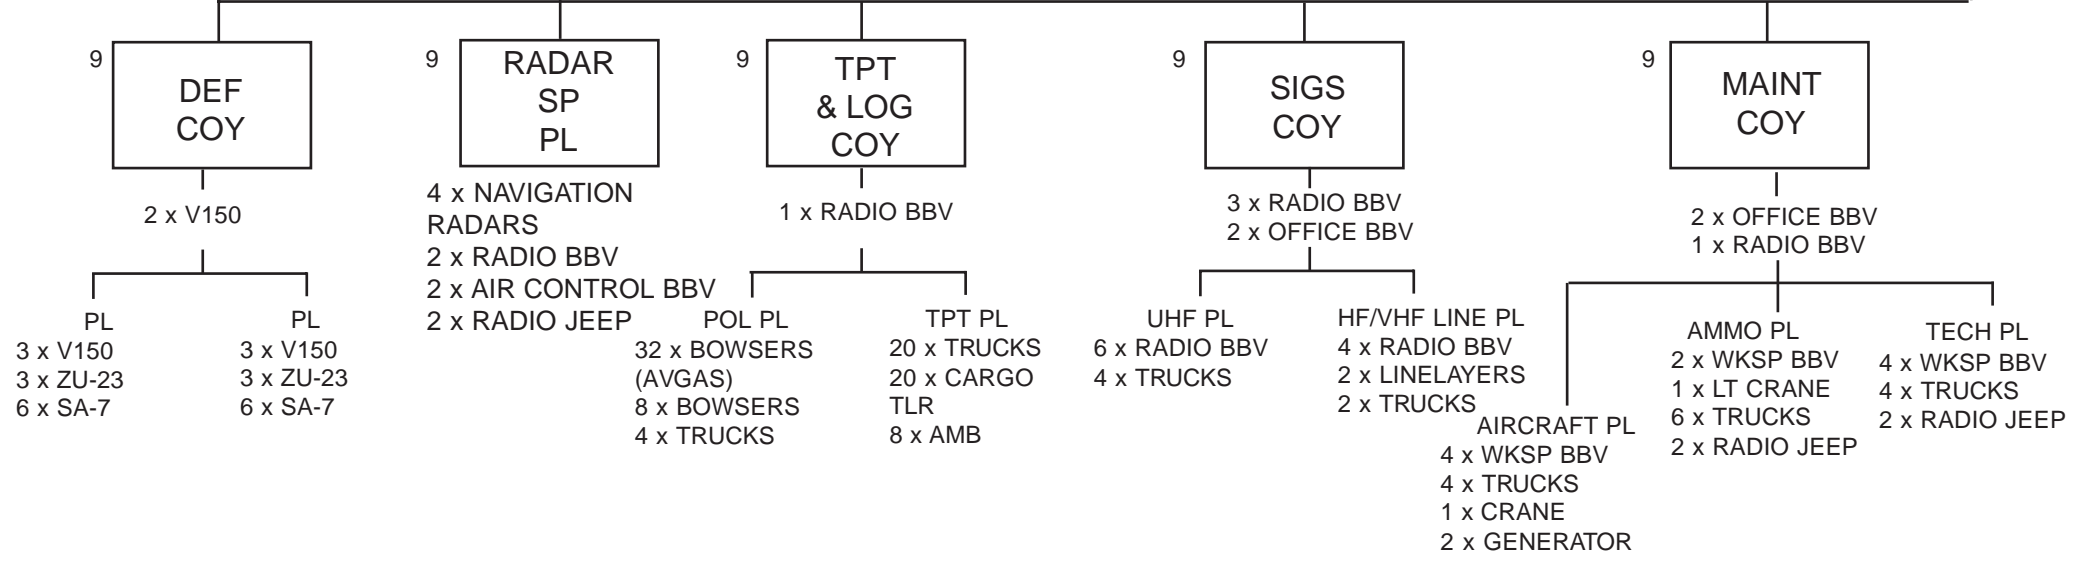 9
DEF
COY
2 x V150
PL
3 x V150
3 x ZU-23
6 x SA-7
PL
3 x V150
3 x ZU-23
6 x SA-7
9
RADAR
SP
PL
4 x NAVIGATION
RADARS
2 x RADIO BBV
2 x AIR CONTROL BBV
2 x RADIO JEEP
9
TPT
& LOG
COY
1 x RADIO BBV
POL PL
32 x BOWSERS
(AVGAS)
8 x BOWSERS
4 x TRUCKS
TPT PL
20 x TRUCKS
20 x CARGO
TLR
8 x AMB
9
SIGS
COY
3 x RADIO BBV
2 x OFFICE BBV
UHF PL
6 x RADIO BBV
4 x TRUCKS
HF/VHF LINE PL
4 x RADIO BBV
2 x LINELAYERS
2 x TRUCKS
9
MAINT
COY
2 x OFFICE BBV
1 x RADIO BBV
AIRCRAFT PL
4 x WKSP BBV
4 x TRUCKS
1 x CRANE
2 x GENERATOR
AMMO PL
2 x WKSP BBV
1 x LT CRANE
6 x TRUCKS
2 x RADIO JEEP
TECH PL
4 x WKSP BBV
4 x TRUCKS
2 x RADIO JEEP